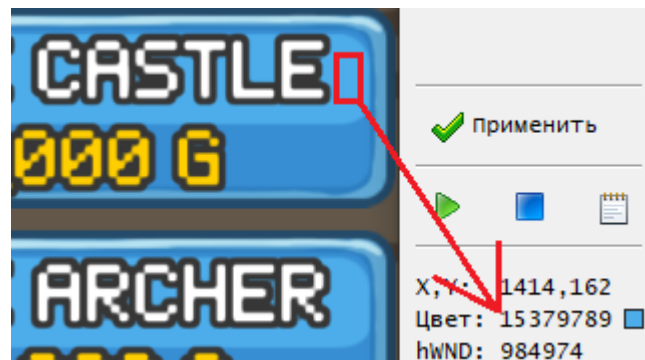 CASTLE
000 G
ARCHER
Применить
X,Y: 1414,162
Цвет: 15379789
hWND: 984974